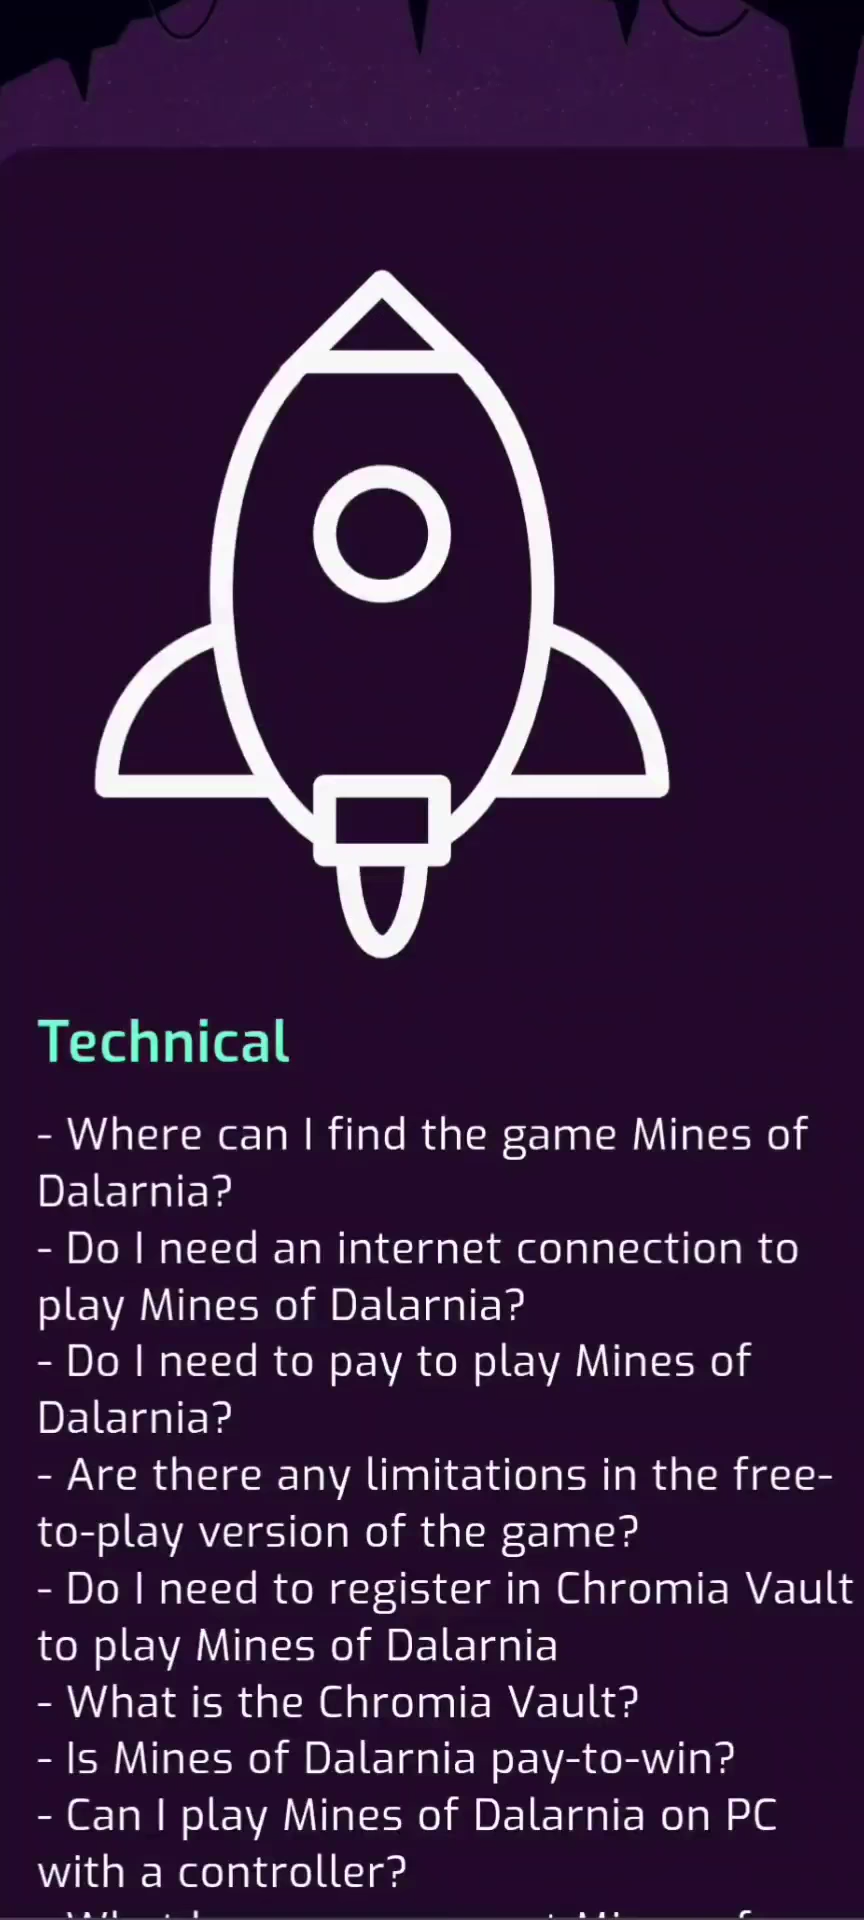 Technical
- Where can I find the game Mines of
Dalarnia?
- Do I need an internet connection to
play Mines of Dalarnia?
- Do I need to pay to play Mines of
Dalarnia?
- Are there any limitations in the free-
to-play version of the game?
- Do I need to register in Chromia Vault
to play Mines of Dalarnia
- What is the Chromia Vault?
- Is Mines of Dalarnia pay-to-win?
- Can I play Mines of Dalarnia on PC
with a controller?